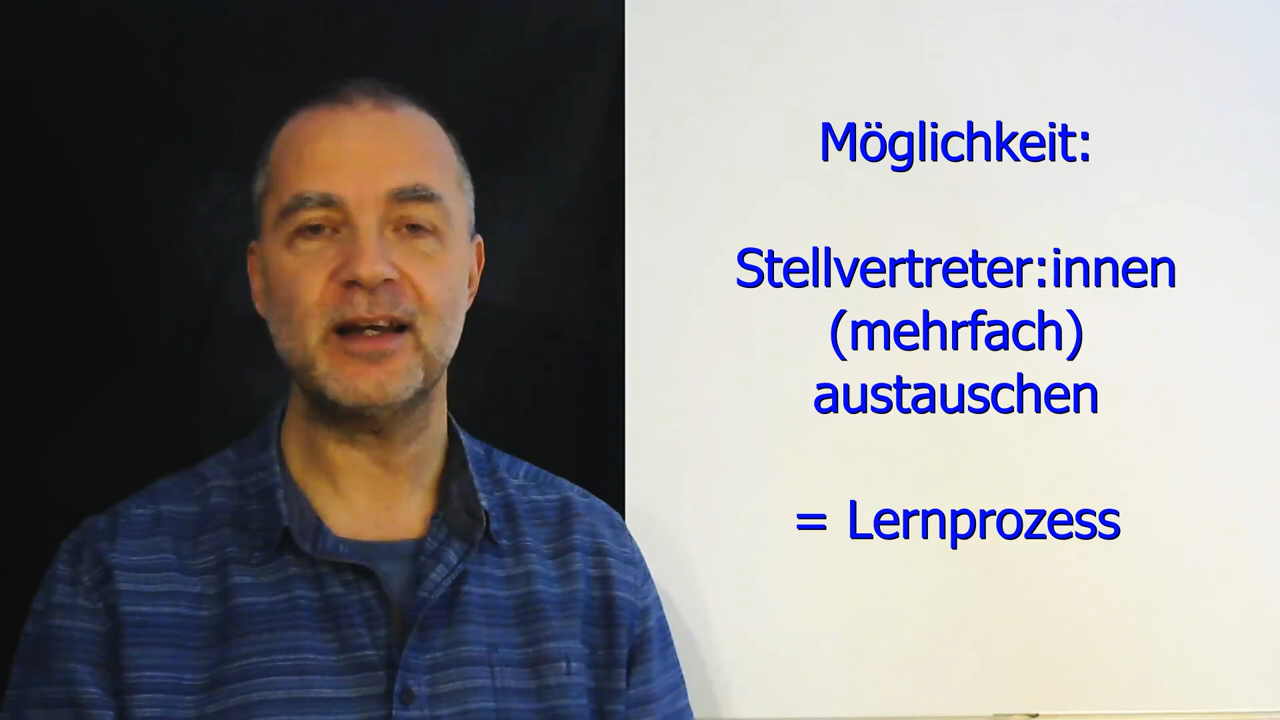 Möglichkeit:
Stellvertreter:innen
(mehrfach)
austauschen
= Lernprozess